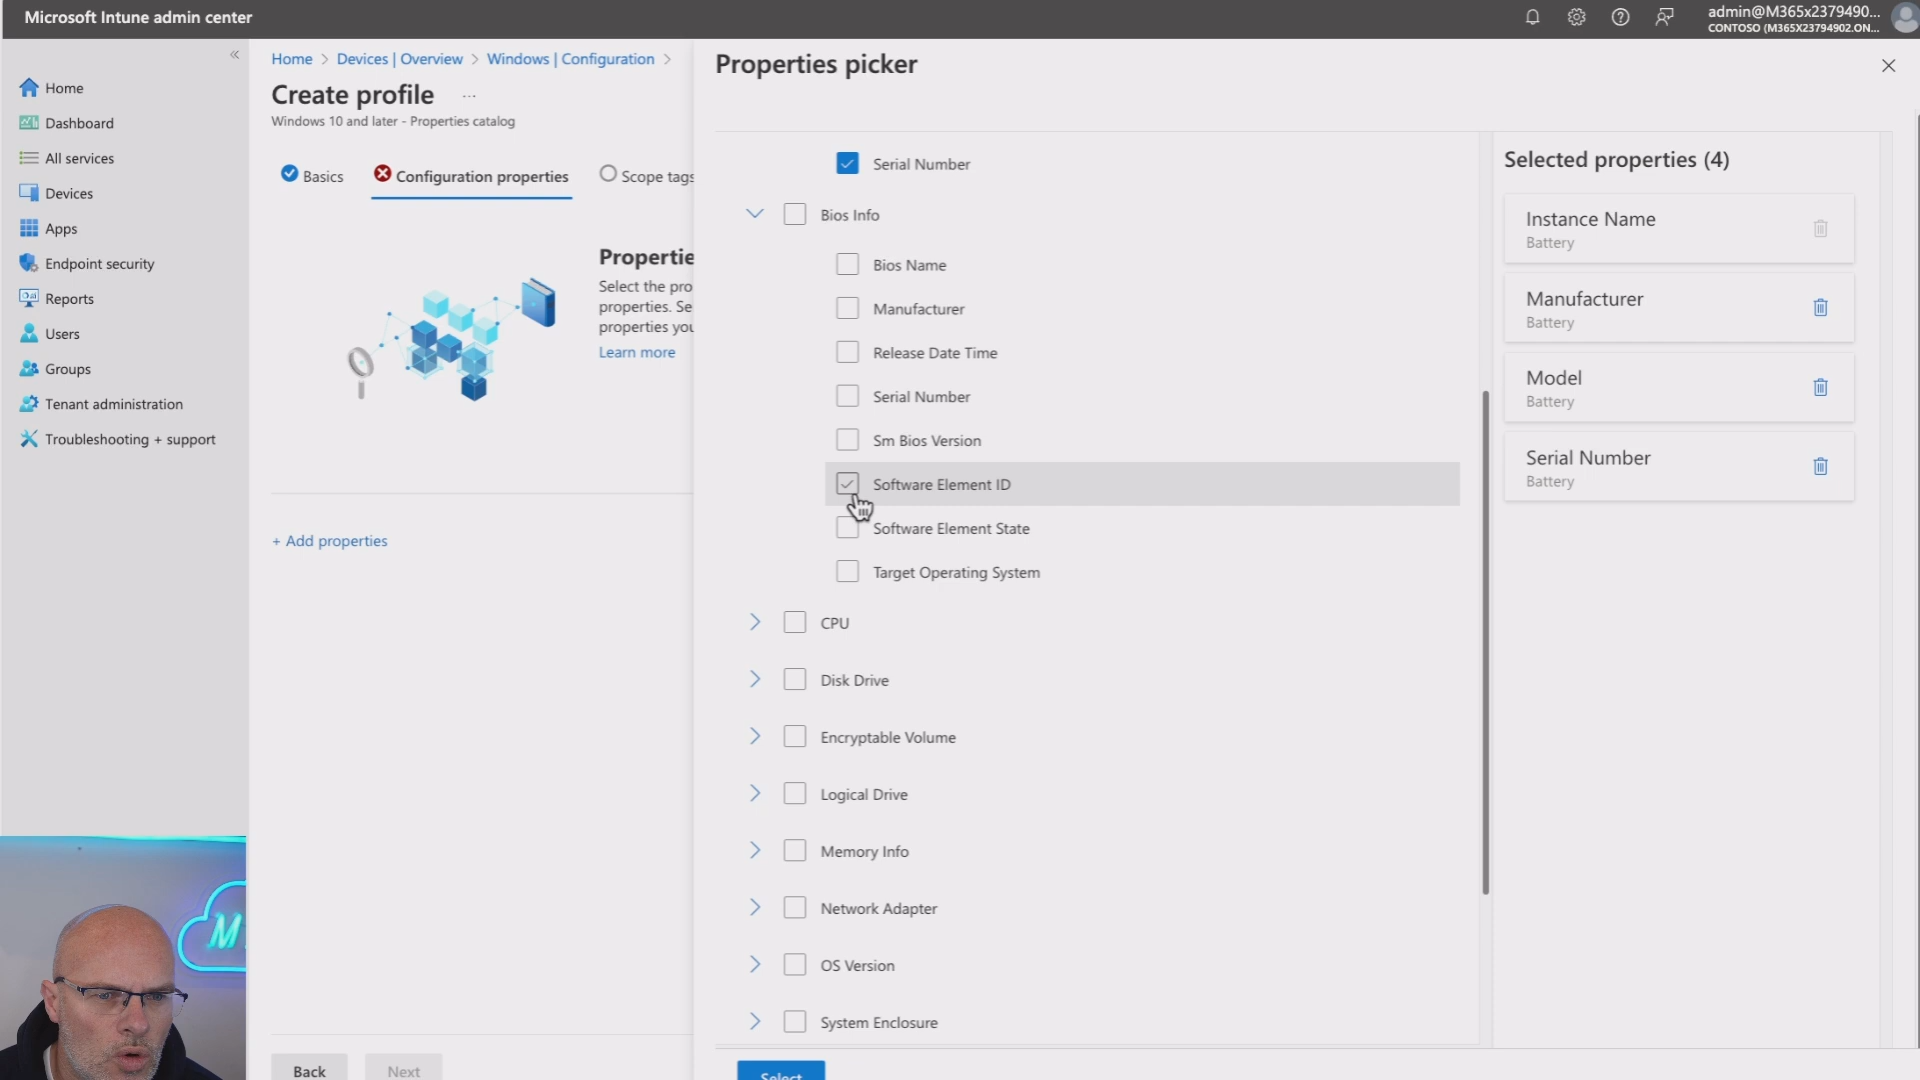 Microsoft Intune admin center
admin@M365x2379490...
CONTOSO (M365X23794902.ON...
Home
Dashboard
All services
Devices
Apps
Endpoint security
Reports
Users
Groups
Tenant administration
Troubleshooting + support
Home > Devices | Overview > Windows | Configuration >
Create profile ...
Windows 10 and later - Properties catalog
Basics
Configuration properties
Scope tags
Select the pro
properties. Se
properties you
Learn more
+ Add properties
Back
Next
Properties picker
Serial Number
Bios Info
Bios Name
Manufacturer
Release Date Time
Serial Number
Sm Bios Version
Software Element ID
Software Element State
Target Operating System
CPU
Disk Drive
Encryptable Volume
Logical Drive
Memory Info
Network Adapter
OS Version
System Enclosure
Select
Selected properties (4)
Instance Name
Battery
Manufacturer
Battery
Model
Battery
Serial Number
Battery